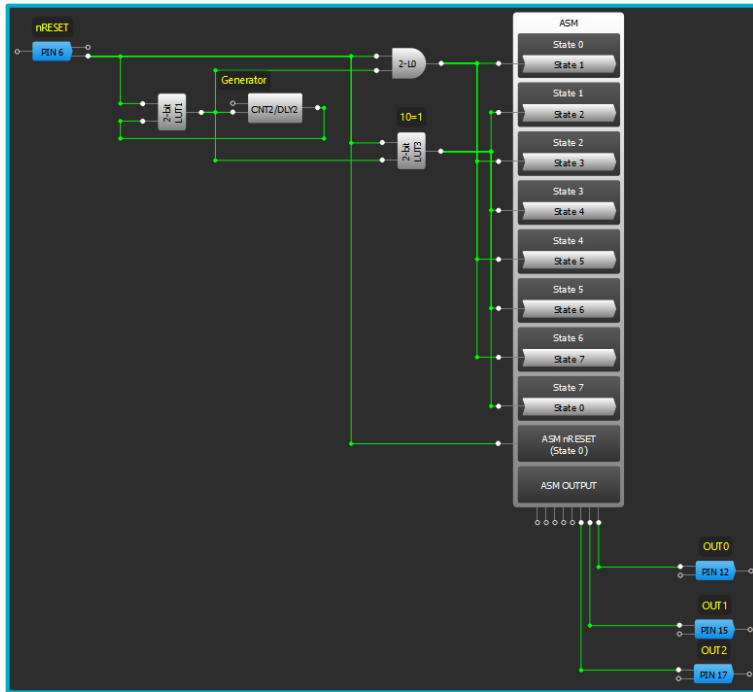 nRESET
PIN 6
2-bit
LUT1
Generator
CNT2/DLY2
2-L0
10=1
2-bit
LUT3
ASM
State 0
State 1
State 1
State 2
State 2
State 3
State 3
State 4
State 4
State 5
State 5
State 6
State 6
State 7
State 7
State 0
ASM nRESET
(State 0)
ASM OUTPUT
OUT0
PIN 12
OUT1
PIN 15
OUT2
PIN 17